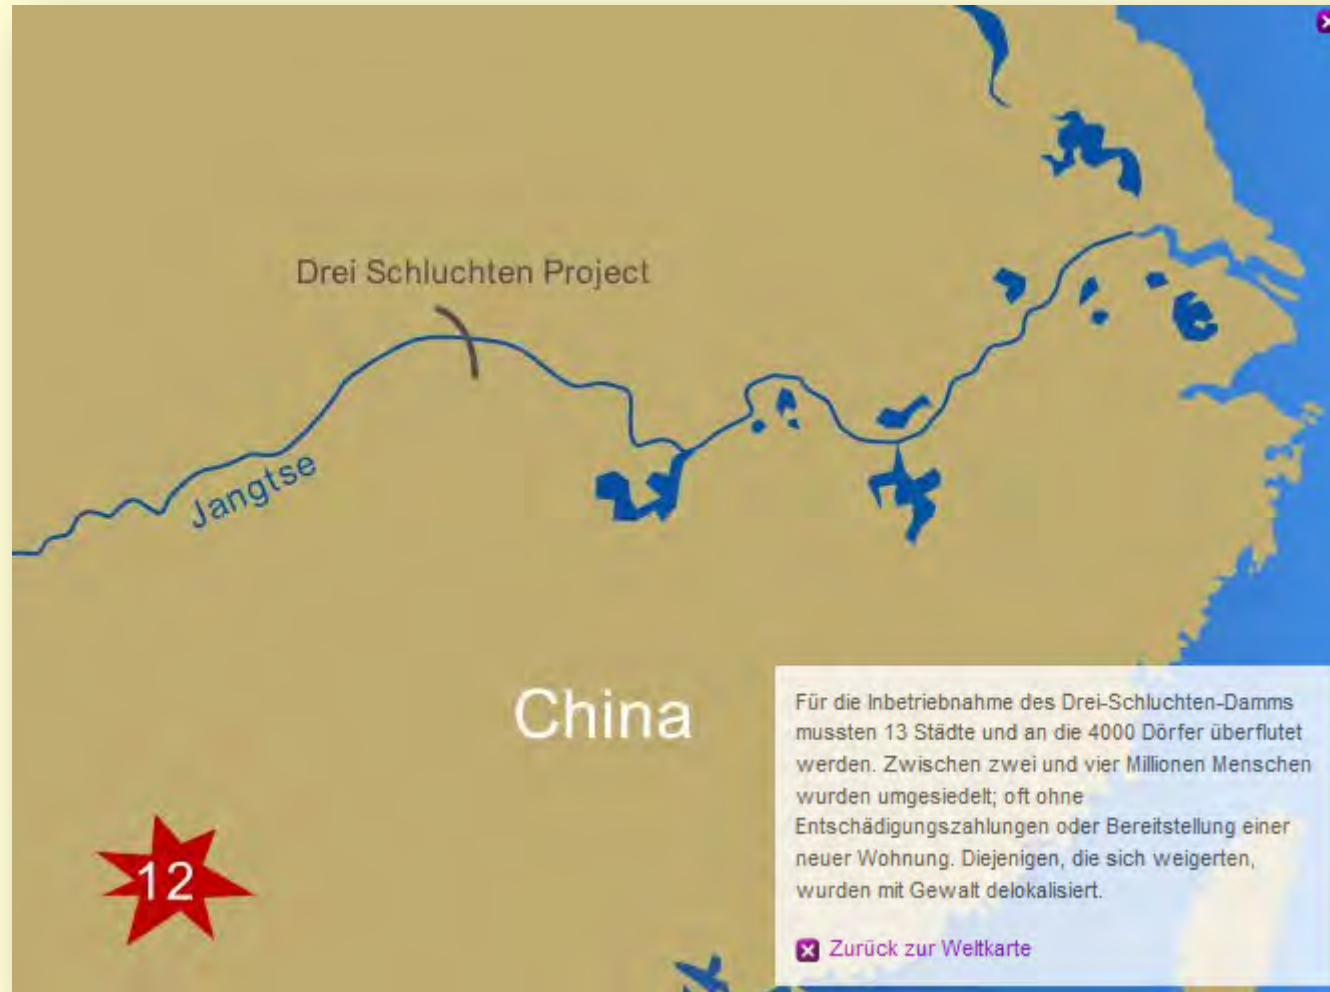 Drei Schluchten Project
Jangtse
China
Für die Inbetriebnahme des Drei-Schluchten-Damms
mussten 13 Städte und an die 4000 Dörfer überflutet
werden. Zwischen zwei und vier Millionen Menschen
wurden umgesiedelt; oft ohne
Entschädigungszahlungen oder Bereitstellung einer
neuer Wohnung. Diejenigen, die sich weigerten,
wurden mit Gewalt delokalisiert.
12
Zurück zur Weltkarte